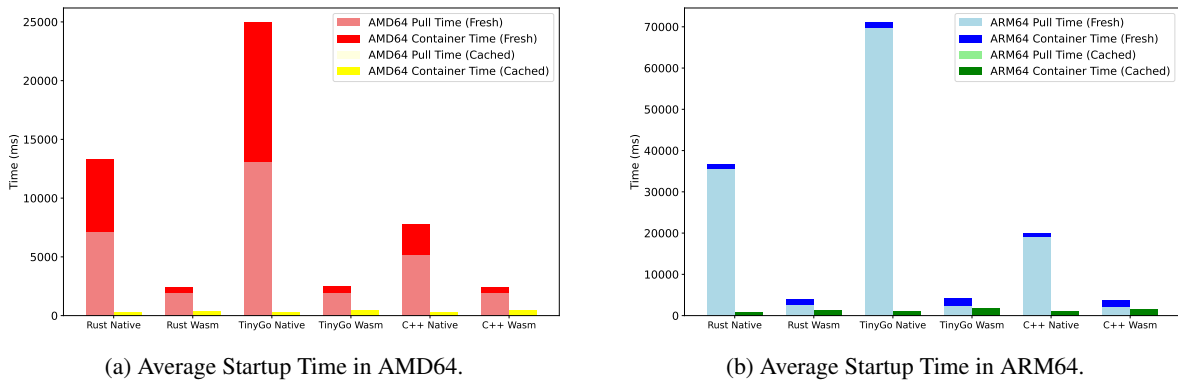 25000
20000
15000
10000
5000
0
Time (ms)
AMD64 Pull Time (Fresh)
AMD64 Container Time (Fresh)
AMD64 Pull Time (Cached)
AMD64 Container Time (Cached)
Rust Native Rust Wasm TinyGo Native TinyGo Wasm C++ Native C++ Wasm
(a) Average Startup Time in AMD64.
70000
60000
50000
40000
30000
20000
10000
0
Time (ms)
ARM64 Pull Time (Fresh)
ARM64 Container Time (Fresh)
ARM64 Pull Time (Cached)
ARM64 Container Time (Cached)
Rust Native Rust Wasm TinyGo Native TinyGo Wasm C++ Native C++ Wasm
(b) Average Startup Time in ARM64.